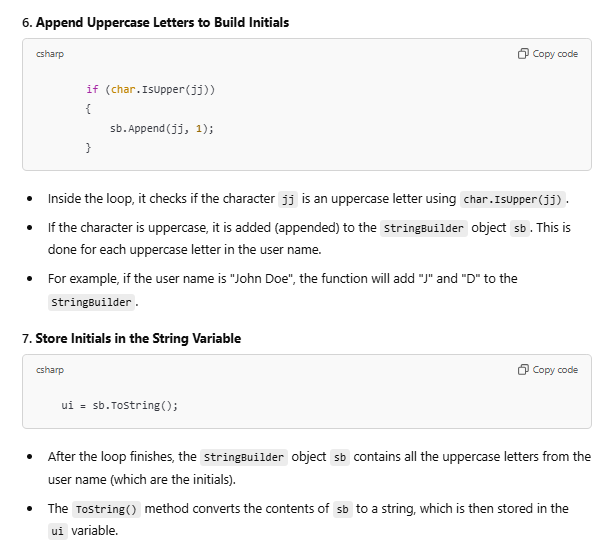 6. Append Uppercase Letters to Build Initials
csharp Copy code
if (char.IsUpper(jj))
{
sb.Append(jj, 1);
}
• Inside the loop, it checks if the character jj is an uppercase letter using char.IsUpper(jj) .
• If the character is uppercase, it is added (appended) to the StringBuilder object sb . This is
done for each uppercase letter in the user name.
• For example, if the user name is "John Doe", the function will add "J" and "D" to the
StringBuilder .
7. Store Initials in the String Variable
csharp Copy code
ui = sb.ToString();
• After the loop finishes, the StringBuilder object sb contains all the uppercase letters from the
user name (which are the initials).
• The ToString() method converts the contents of sb to a string, which is then stored in the
ui variable.